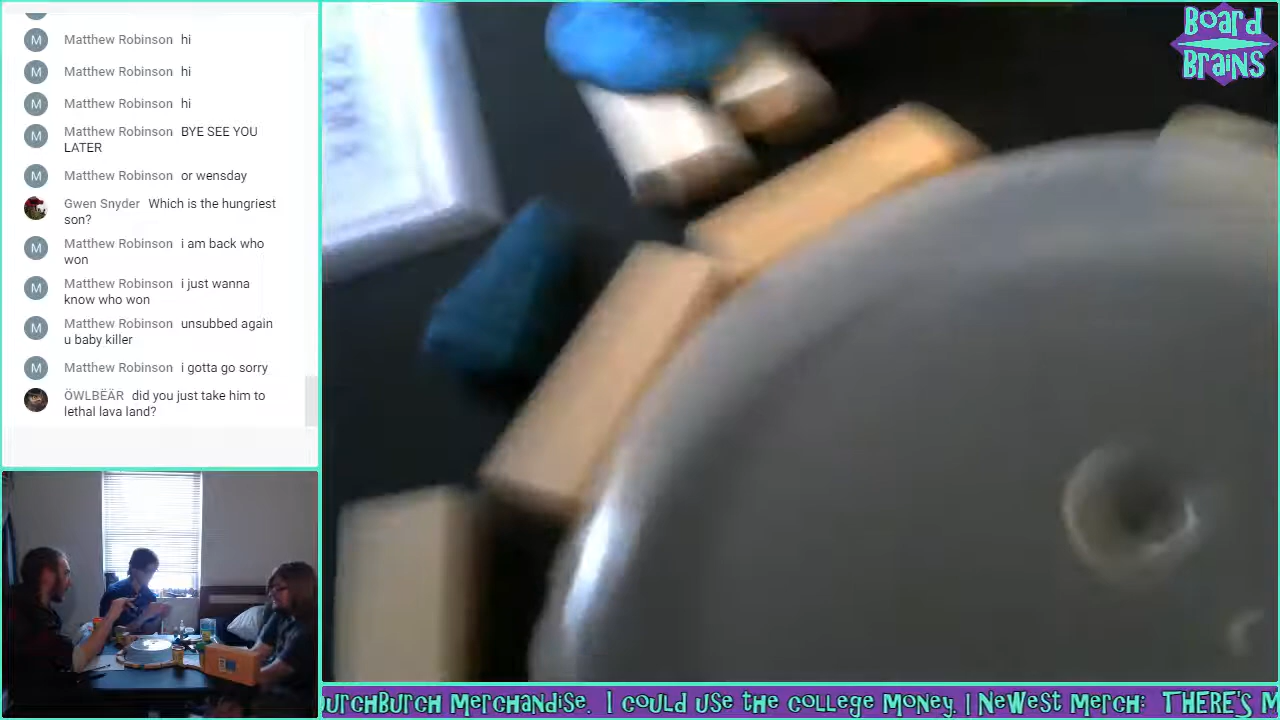 Matthew Robinson hi
Matthew Robinson hi
Matthew Robinson hi
Matthew Robinson BYE SEE YOU
LATER
Matthew Robinson or wensday
Gwen Snyder Which is the hungriest
son?
Matthew Robinson i am back who
won
Matthew Robinson i just wanna
know who won
Matthew Robinson unsubbed again
u baby killer
Matthew Robinson i gotta go sorry
ÖWLBËÄR did you just take him to
lethal lava land?
Board
Brains
urchBurch Merchandise. I could use the college money. | Newest Merch: THERE'S M